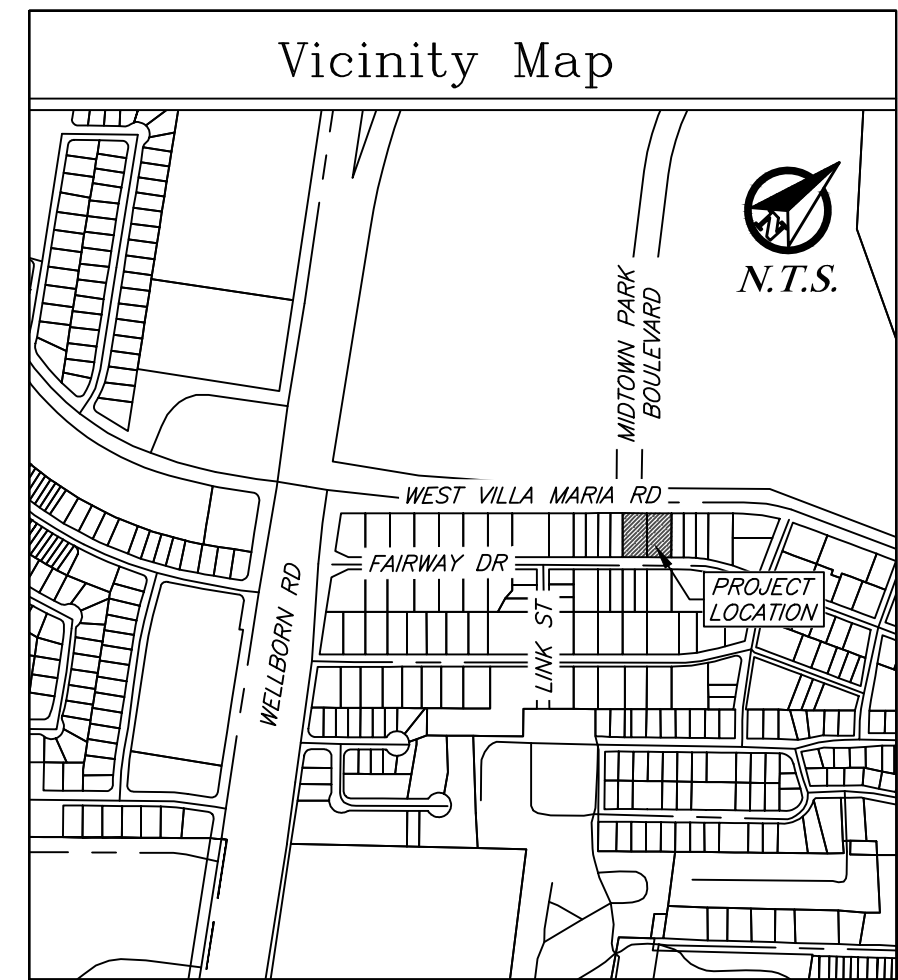 Vicinity Map
N
N.T.S.
MIDTOWN PARK
BOULEVARD
WEST VILLA MARIA RD
FAIRWAY DR
PROJECT
LOCATION
LINK ST
WELLBORN RD